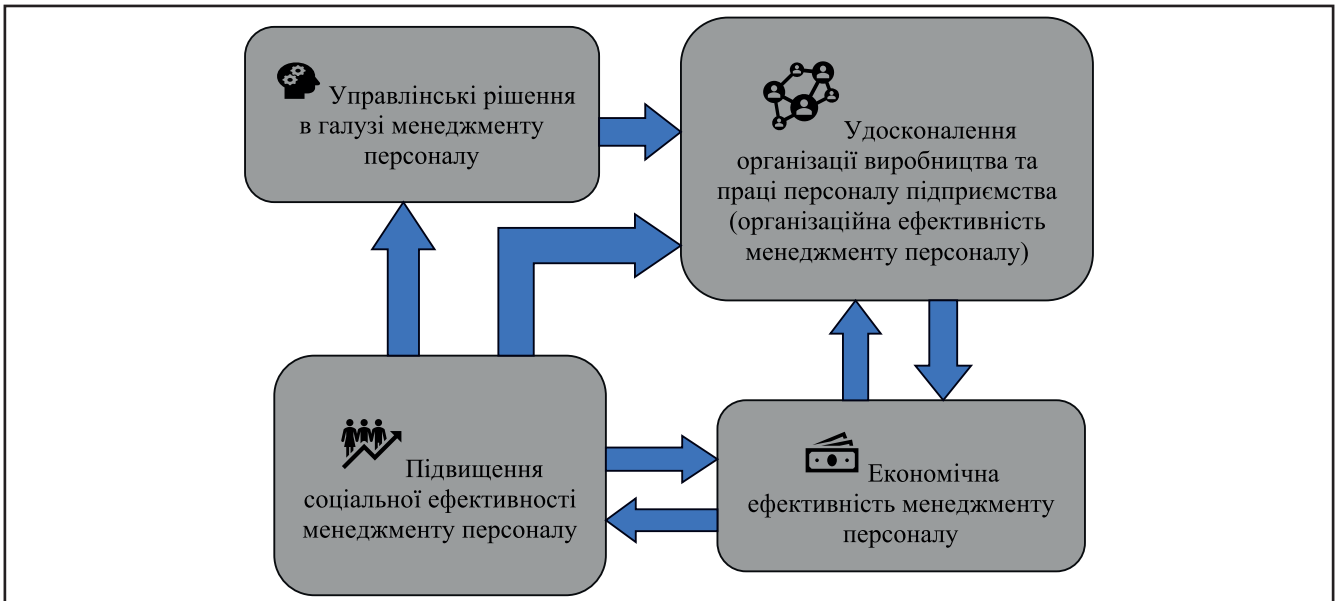 Управлінські рішення
в галузі менеджменту
персоналу
Удосконалення
організації виробництва та
праці персоналу підприємства
(організаційна ефективність
менеджменту персоналу)
Підвищення
соціальної ефективності
менеджменту персоналу
Економічна
ефективність менеджменту
персоналу